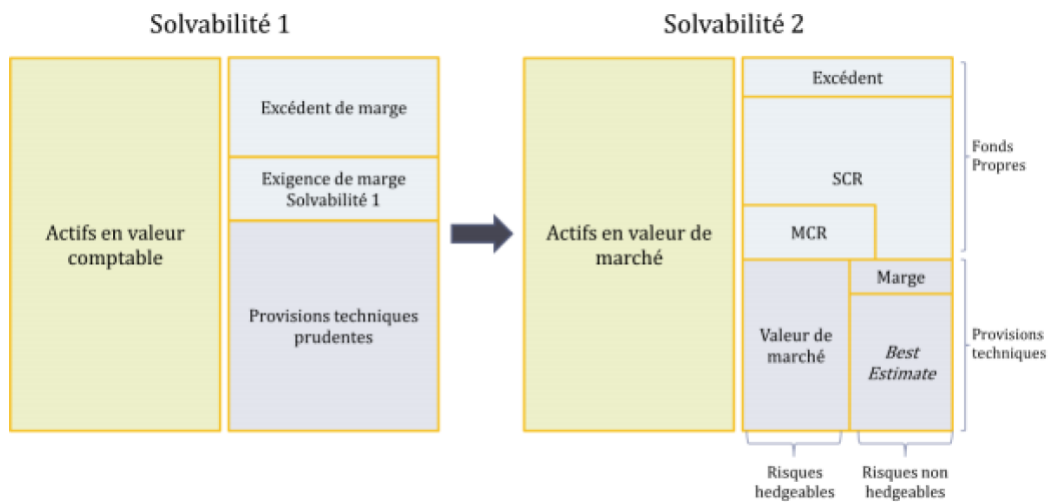 Solvabilité 1
Solvabilité 2
Actifs en valeur
comptable
Excédent de marge
Exigence de marge
Solvabilité 1
Provisions techniques
prudentes
Actifs en valeur de
marché
Excédent
SCR
MCR
Marge
Valeur de
marché
Best
Estimate
Fonds
Propres
Provisions
techniques
Risques
hedgeables
Risques non
hedgeables